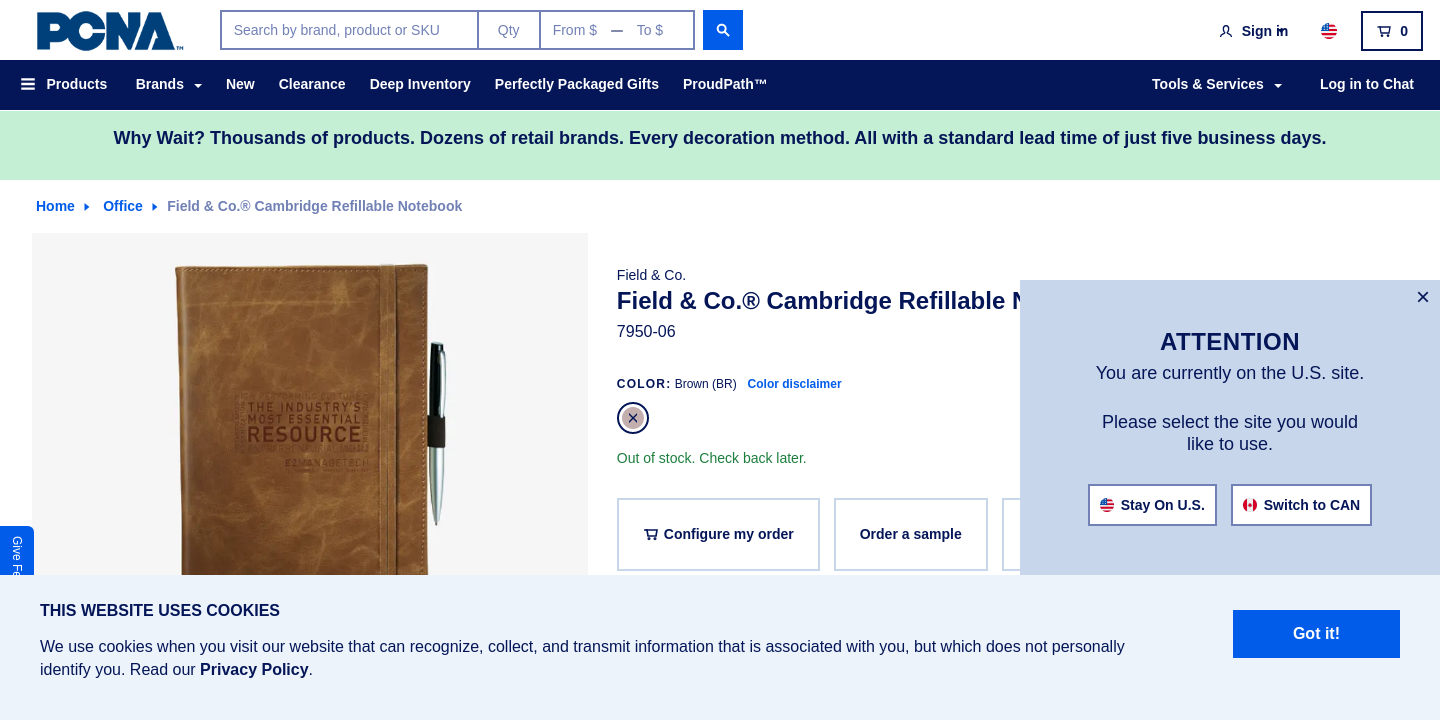 PCNA™
Search by brand, product or SKU Qty From $ — To $
Sign in
0
Products Brands New Clearance Deep Inventory Perfectly Packaged Gifts ProudPath™ Tools & Services Log in to Chat
Why Wait? Thousands of products. Dozens of retail brands. Every decoration method. All with a standard lead time of just five business days.
Home Office Field & Co.® Cambridge Refillable Notebook
THE INDUSTRY'S
MOST ESSENTIAL
RESOURCE
Field & Co.
Field & Co.® Cambridge Refillable
7950-06
COLOR: Brown (BR) Color disclaimer
Out of stock. Check back later.
Configure my order Order a sample
ATTENTION
You are currently on the U.S. site.
Please select the site you would
like to use.
Stay On U.S. Switch to CAN
Give
THIS WEBSITE USES COOKIES
We use cookies when you visit our website that can recognize, collect, and transmit information that is associated with you, but which does not personally
identify you. Read our Privacy Policy.
Got it!